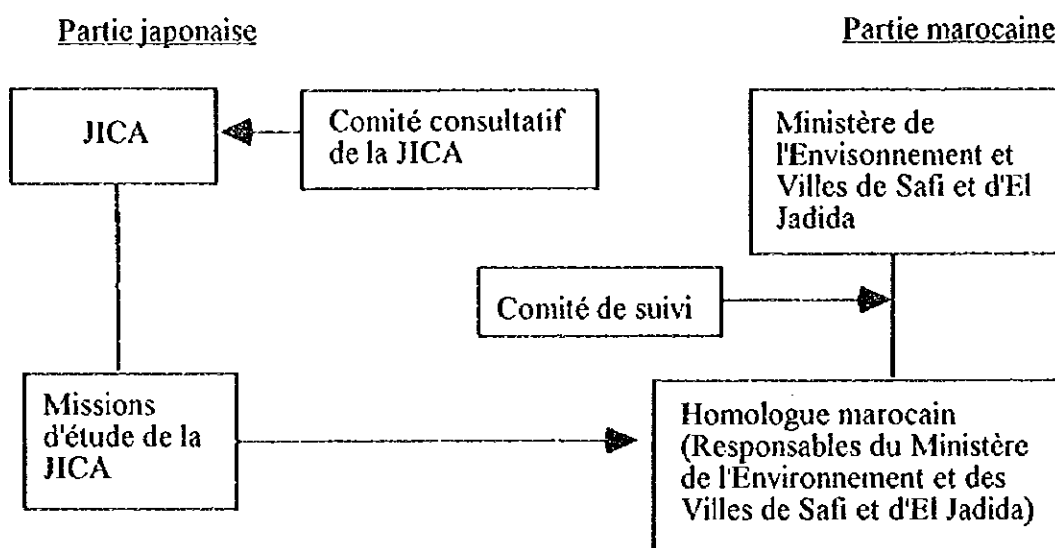 Partie japonaise
Partie marocaine
JICA
Comité consultatif
de la JICA
Ministère de
l'Envisonnement et
Villes de Safi et d'El
Jadida
Comité de suivi
Missions
d'étude de la
JICA
Homologue marocain
(Responsables du Ministère
de l'Environnement et des
Villes de Safi et d'El Jadida)